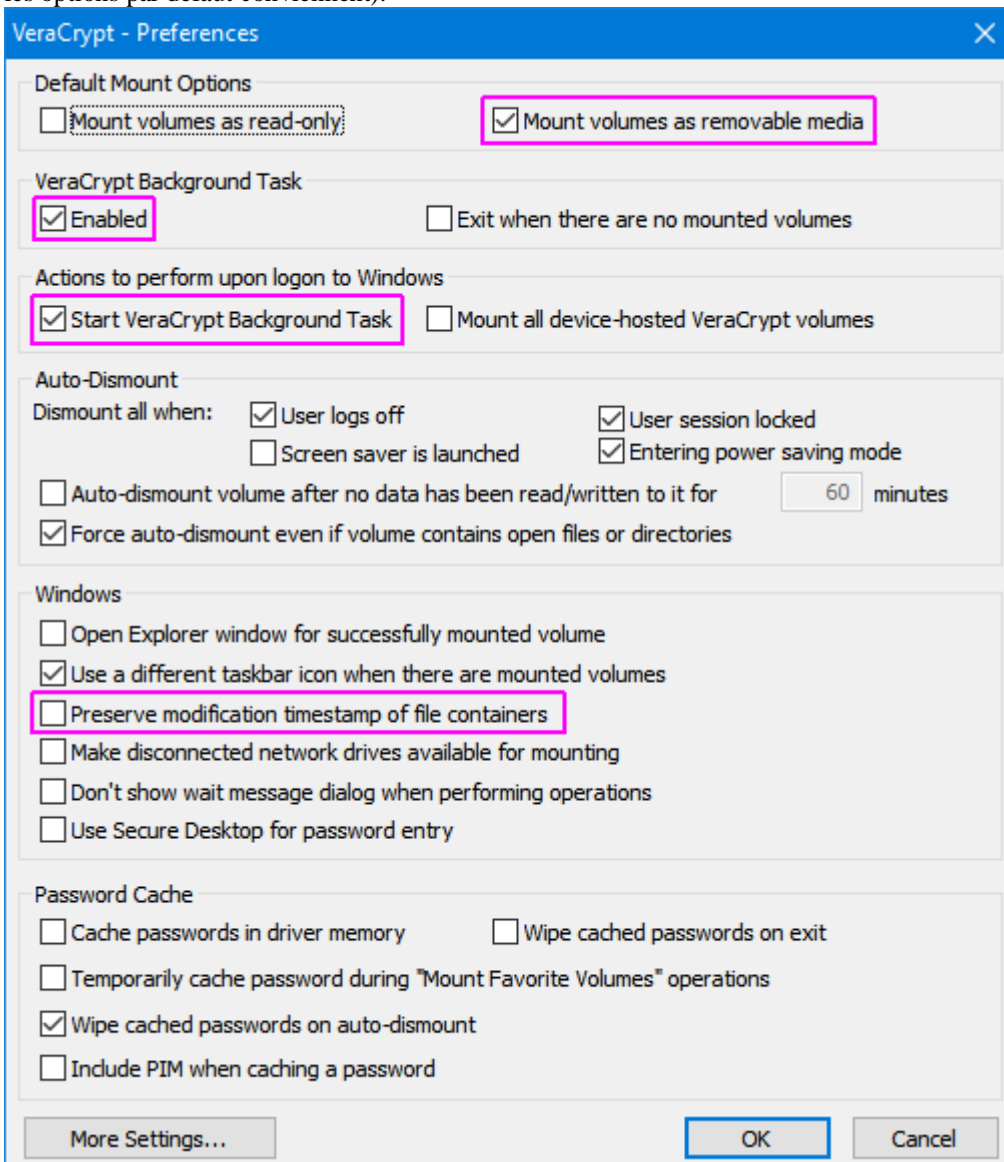 les options par défaut conviennent).
VeraCrypt - Preferences
Default Mount Options
Mount volumes as read-only
Mount volumes as removable media
VeraCrypt Background Task
Enabled
Exit when there are no mounted volumes
Actions to perform upon logon to Windows
Start VeraCrypt Background Task
Mount all device-hosted VeraCrypt volumes
Auto-Dismount
Dismount all when:
User logs off
User session locked
Screen saver is launched
Entering power saving mode
Auto-dismount volume after no data has been read/written to it for 60 minutes
Force auto-dismount even if volume contains open files or directories
Windows
Open Explorer window for successfully mounted volume
Use a different taskbar icon when there are mounted volumes
Preserve modification timestamp of file containers
Make disconnected network drives available for mounting
Don't show wait message dialog when performing operations
Use Secure Desktop for password entry
Password Cache
Cache passwords in driver memory
Wipe cached passwords on exit
Temporarily cache password during "Mount Favorite Volumes" operations
Wipe cached passwords on auto-dismount
Include PIM when caching a password
More Settings...
OK
Cancel